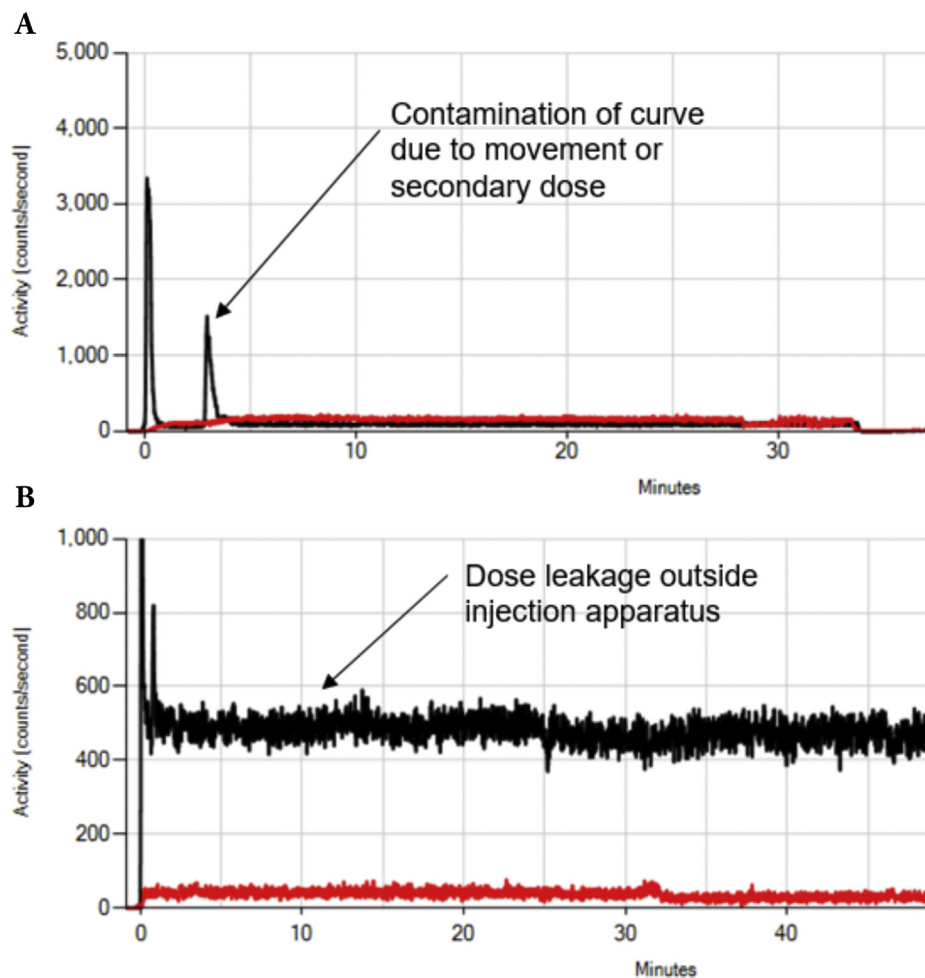 A
5,000
4,000
3,000
2,000
1,000
0
Activity [counts/second]
Contamination of curve
due to movement or
secondary dose
0 10 20 30
Minutes
B
1,000
800
600
400
200
0
Activity [counts/second]
Dose leakage outside
injection apparatus
0 10 20 30 40
Minutes